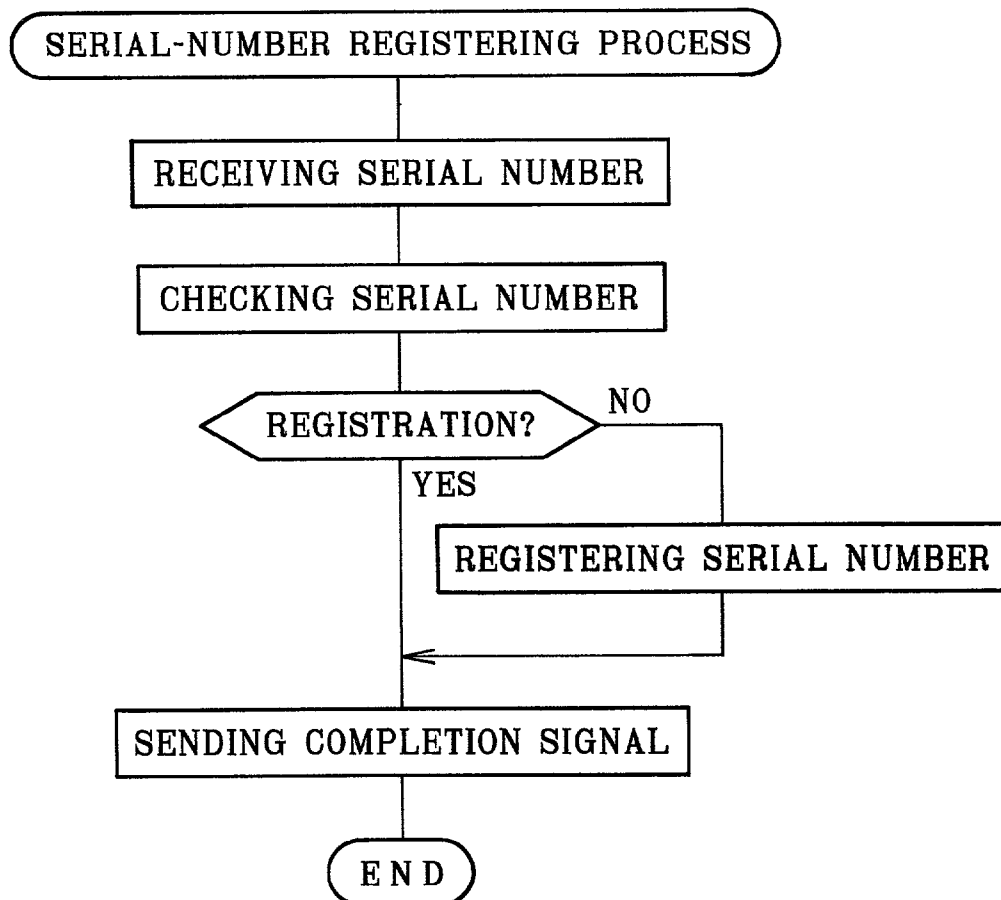 SERIAL-NUMBER REGISTERING PROCESS
RECEIVING SERIAL NUMBER
CHECKING SERIAL NUMBER
REGISTRATION?
NO
YES
REGISTERING SERIAL NUMBER
SENDING COMPLETION SIGNAL
END